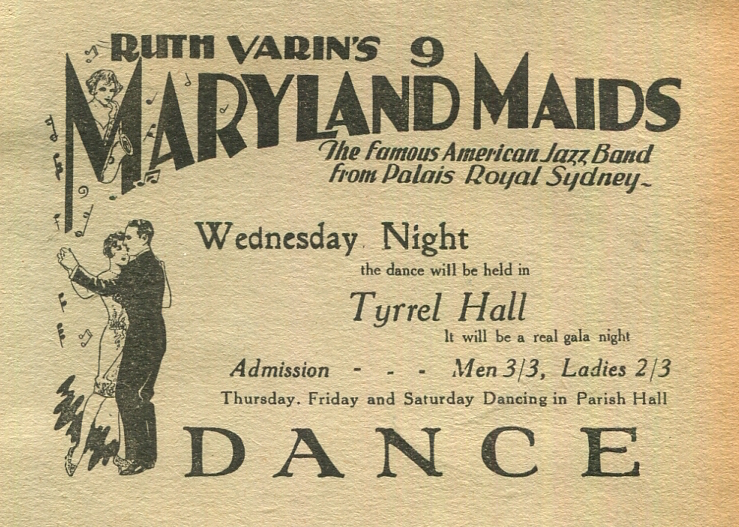 RUTH VARIN'S 9
MARYLAND MAIDS
The Famous American Jazz Band
from Palais Royal Sydney~
Wednesday Night
the dance will be held in
Tyrrel Hall
It will be a real gala night
Admission - - - Men 3/3, Ladies 2/3
Thursday. Friday and Saturday Dancing in Parish Hall
DANCE